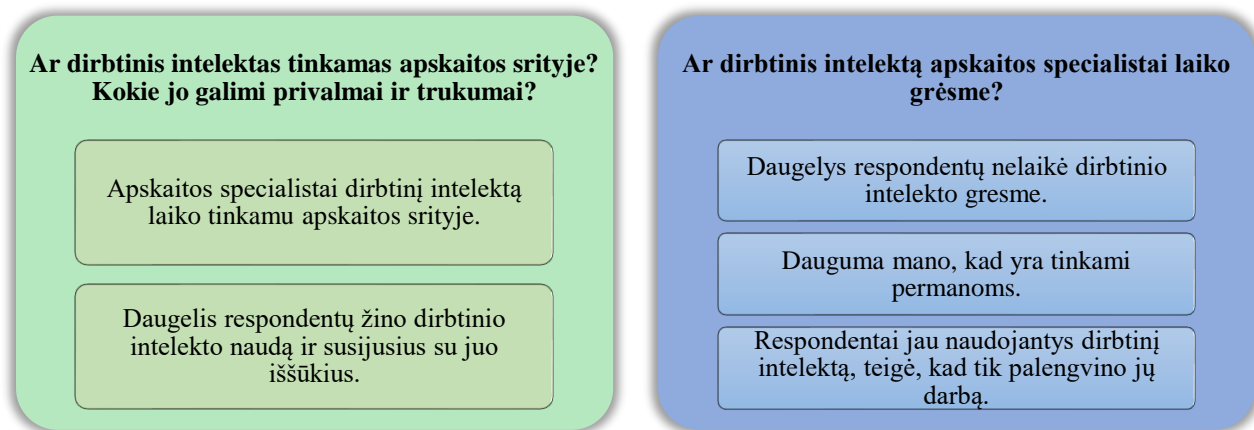 Ar dirbtinis intelektas tinkamas apskaitos srityje?
Kokie jo galimi privalmai ir trukumai?
Apskaitos specialistai dirbtinį intelektą
laiko tinkamu apskaitos srityje.
Daugelis respondentų žino dirbtinio
intelekto naudą ir susijusius su juo
iššūkius.
Ar dirbtinis intelektą apskaitos specialistai laiko
grėsme?
Daugelys respondentų nelaikė dirbtinio
intelekto gresme.
Dauguma mano, kad yra tinkami
permanoms.
Respondentai jau naudojantys dirbtinį
intelektą, teigė, kad tik palengvino jų
darbą.